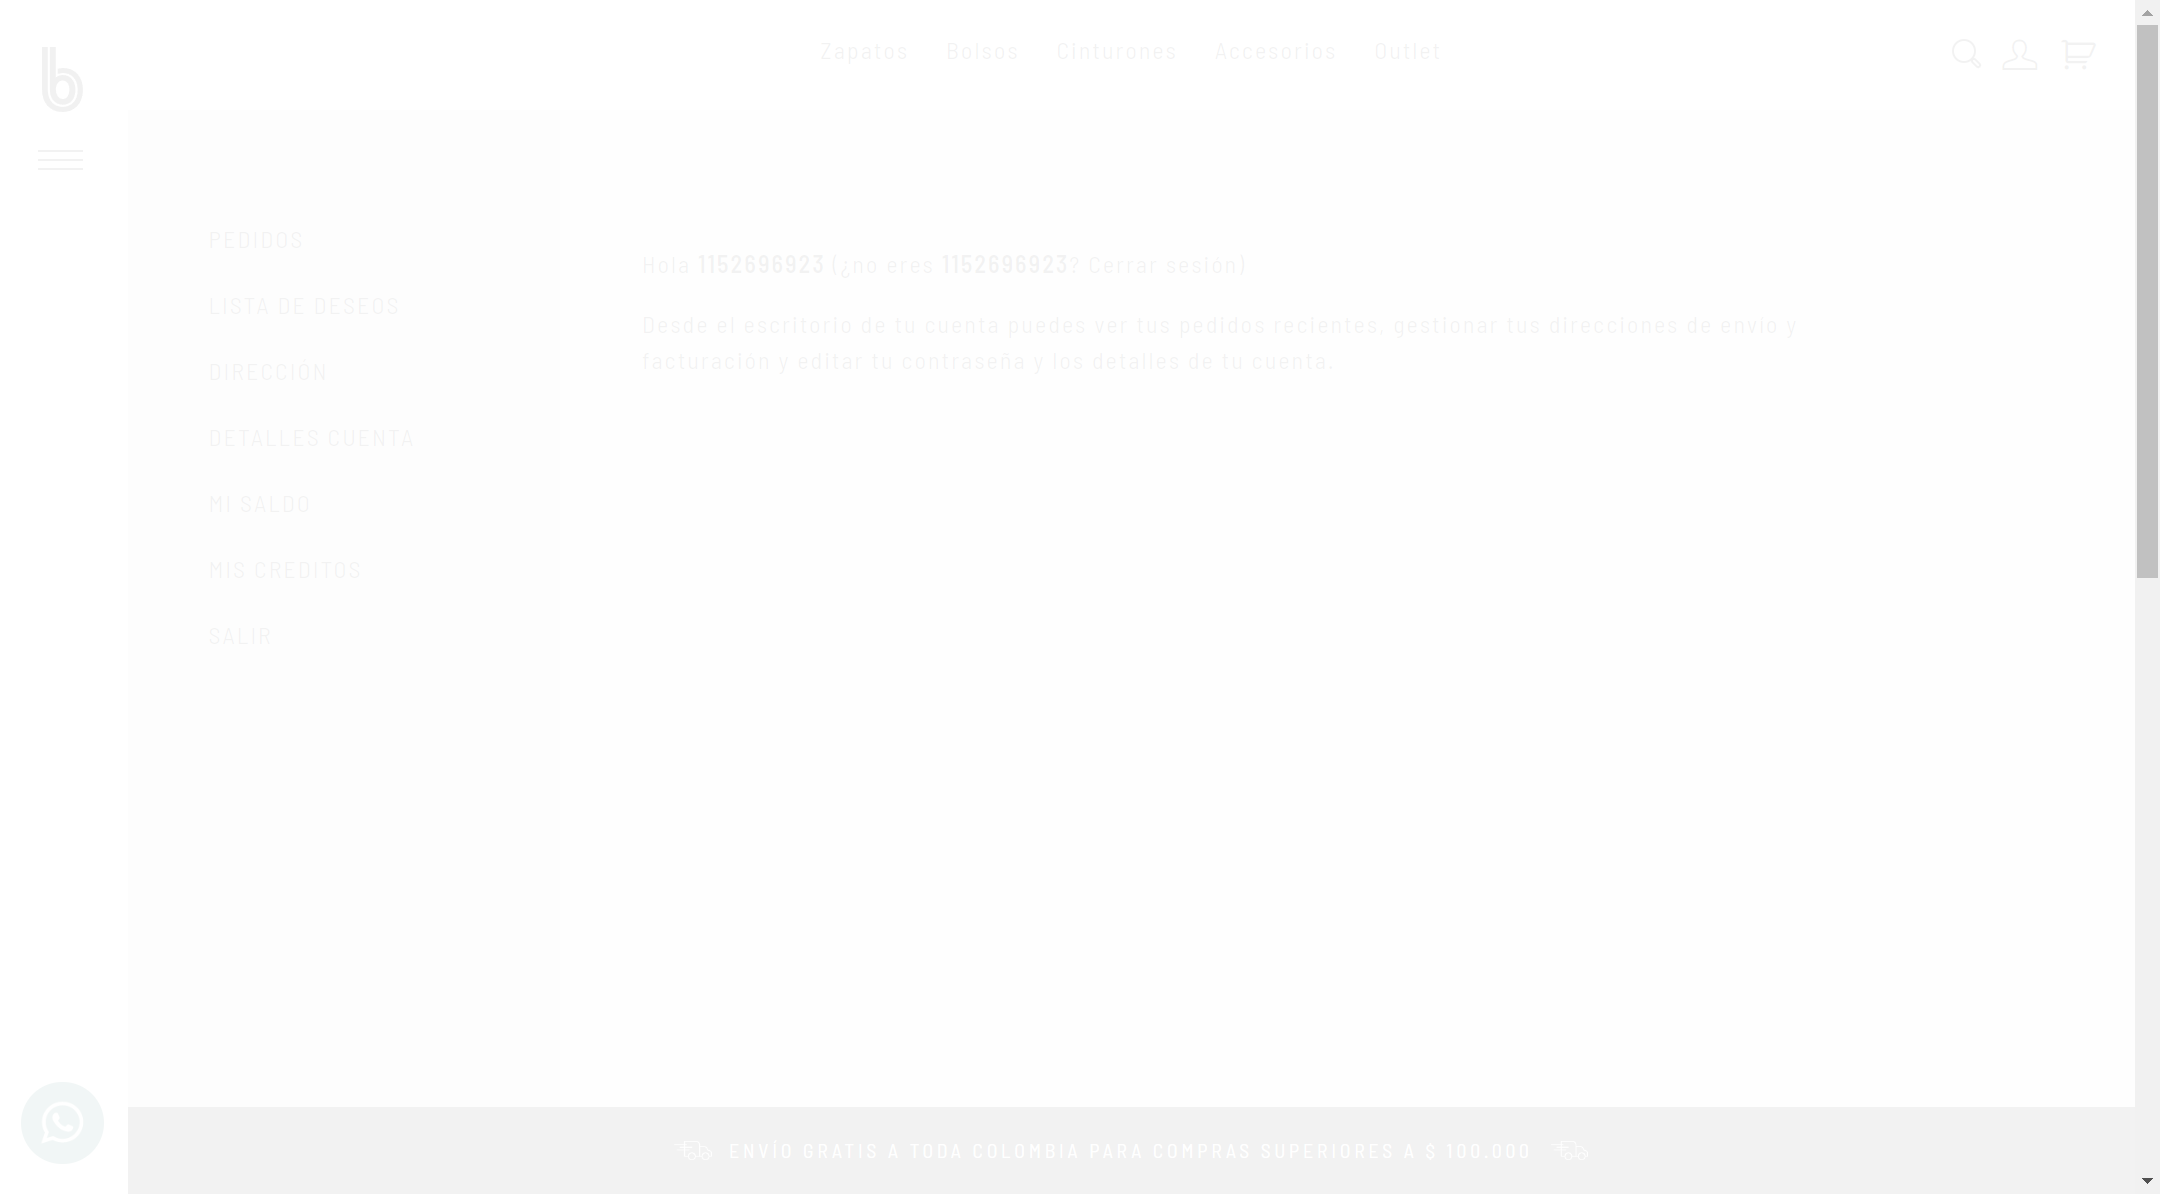 b
Zapatos Bolsos Cinturones Accesorios Outlet
PEDIDOS
LISTA DE DESEOS
DIRECCIÓN
DETALLES CUENTA
MI SALDO
MIS CREDITOS
SALIR
Hola 1152696923 (¿no eres 1152696923? Cerrar sesión)
Desde el escritorio de tu cuenta puedes ver tus pedidos recientes, gestionar tus direcciones de envío y
facturación y editar tu contraseña y los detalles de tu cuenta.
ENVÍO GRATIS A TODA COLOMBIA PARA COMPRAS SUPERIORES A $ 100.000